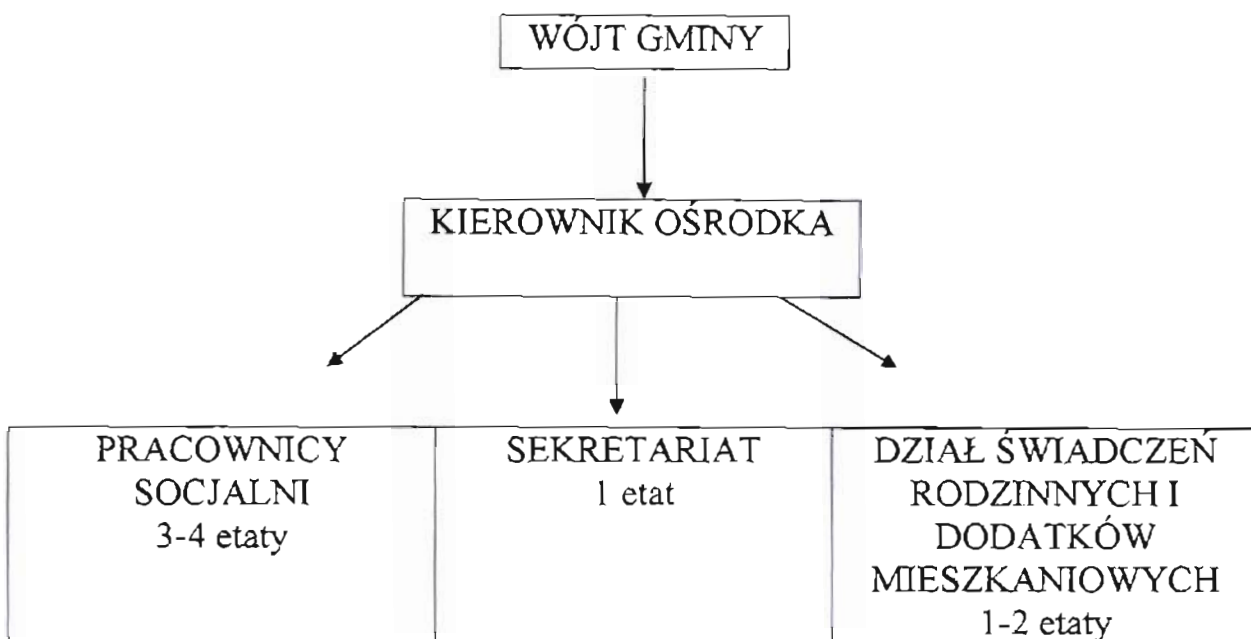 WÓJT GMINY
KIEROWNIK OŚRODKA
PRACOWNICY
SOCJALNI
3-4 etaty
SEKRETARIAT
1 etat
DZIAŁ ŚWIADCZEŃ
RODZINNYCH I
DODATKÓW
MIESZKANIOWYCH
1-2 etaty